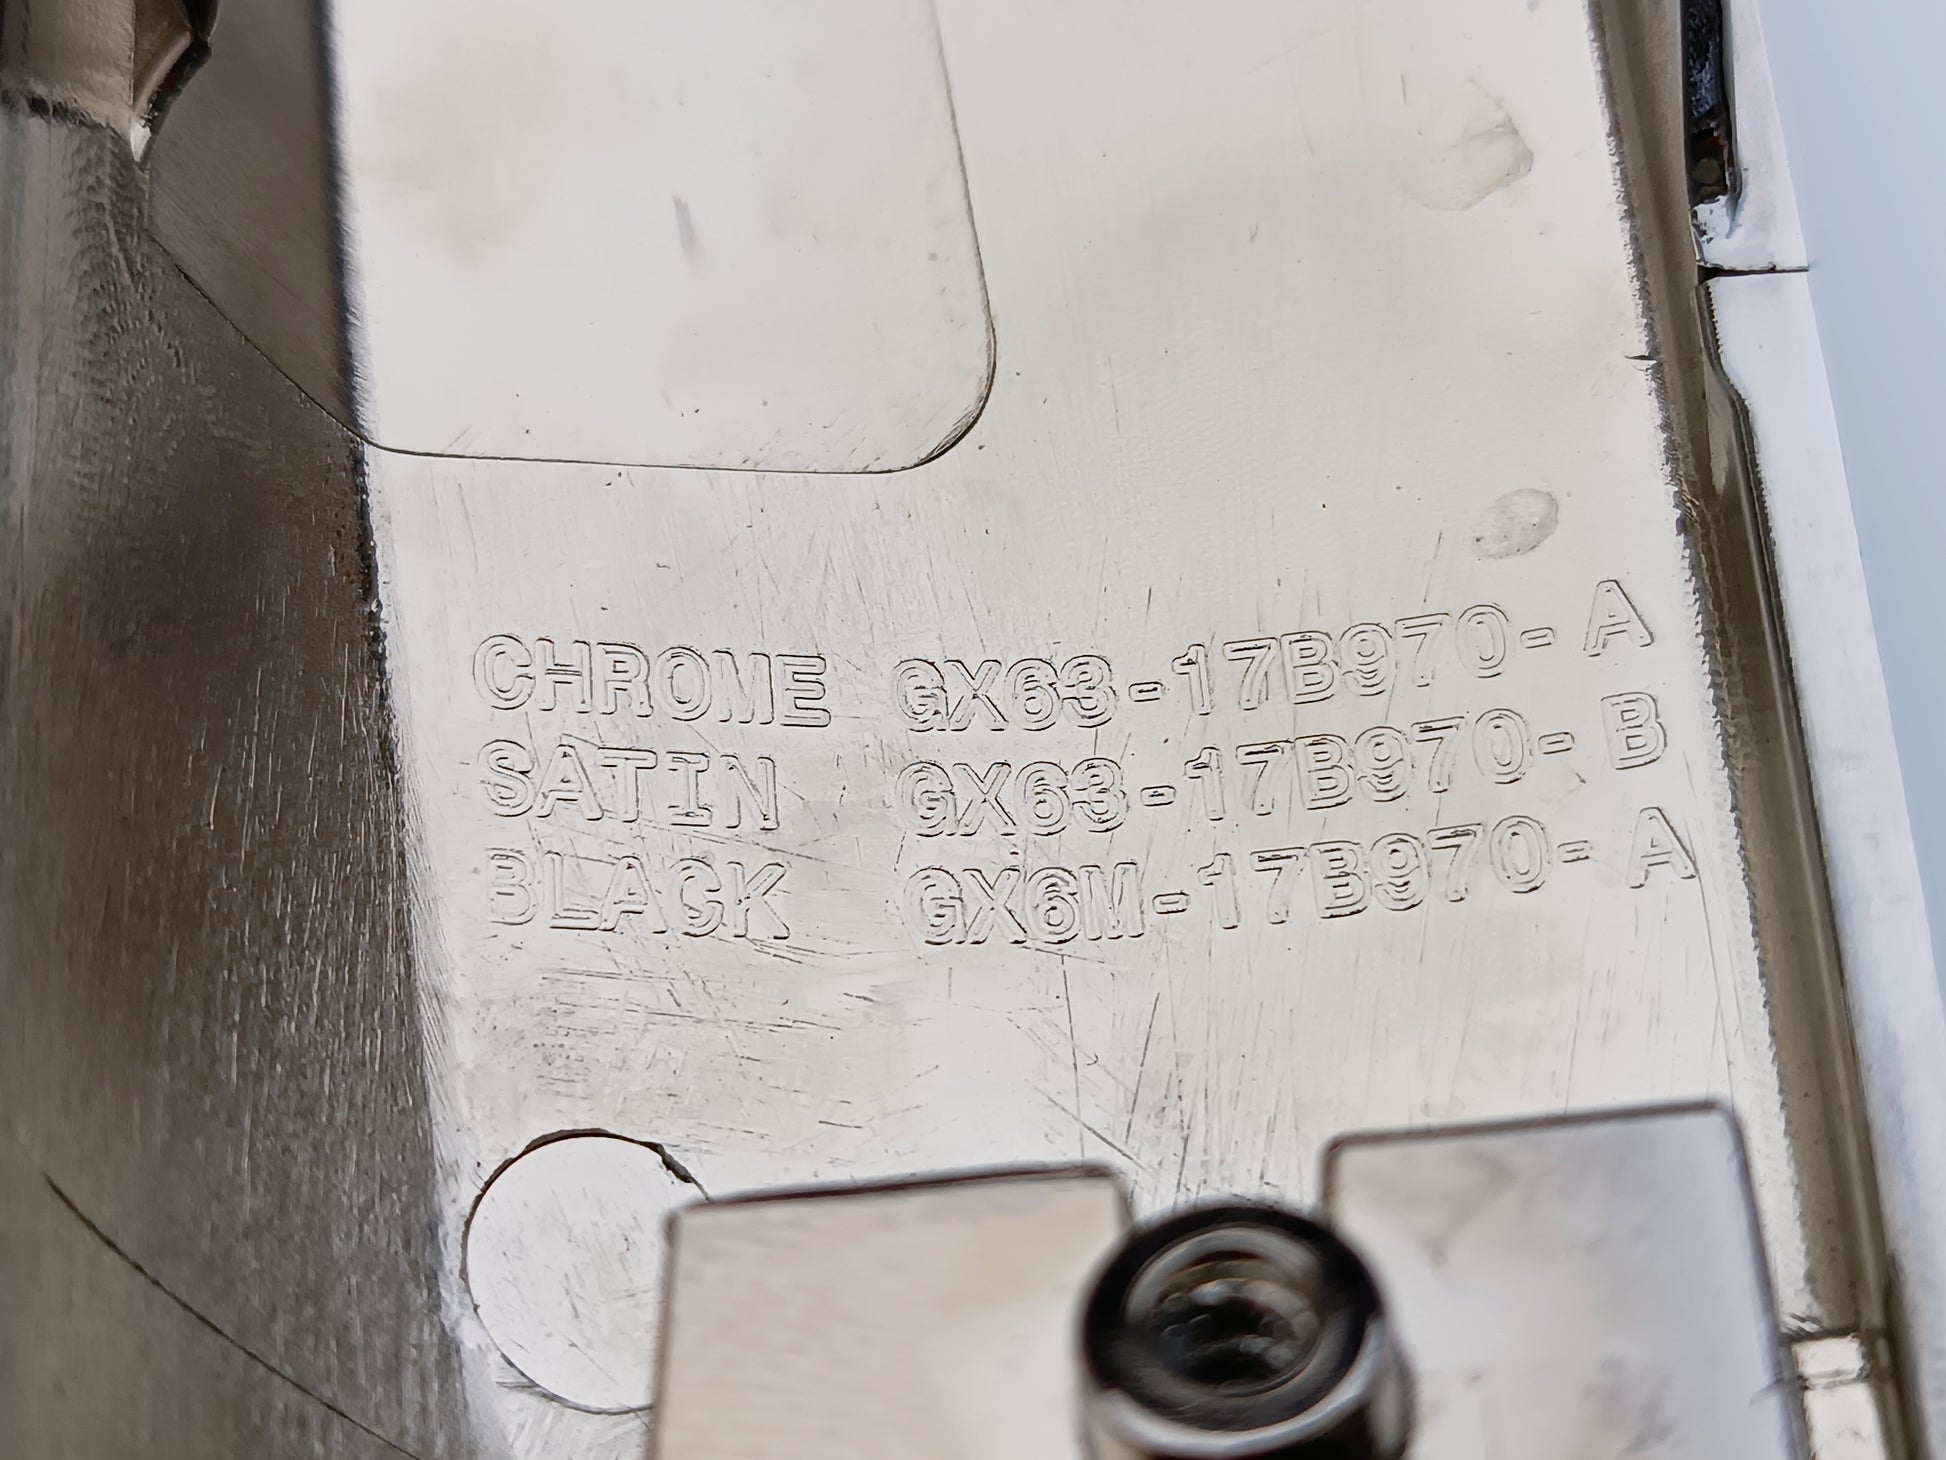 CHROME GX63-17B970- A
SATIN GX63-17B970- B
BLACK GX6M-17B970- A